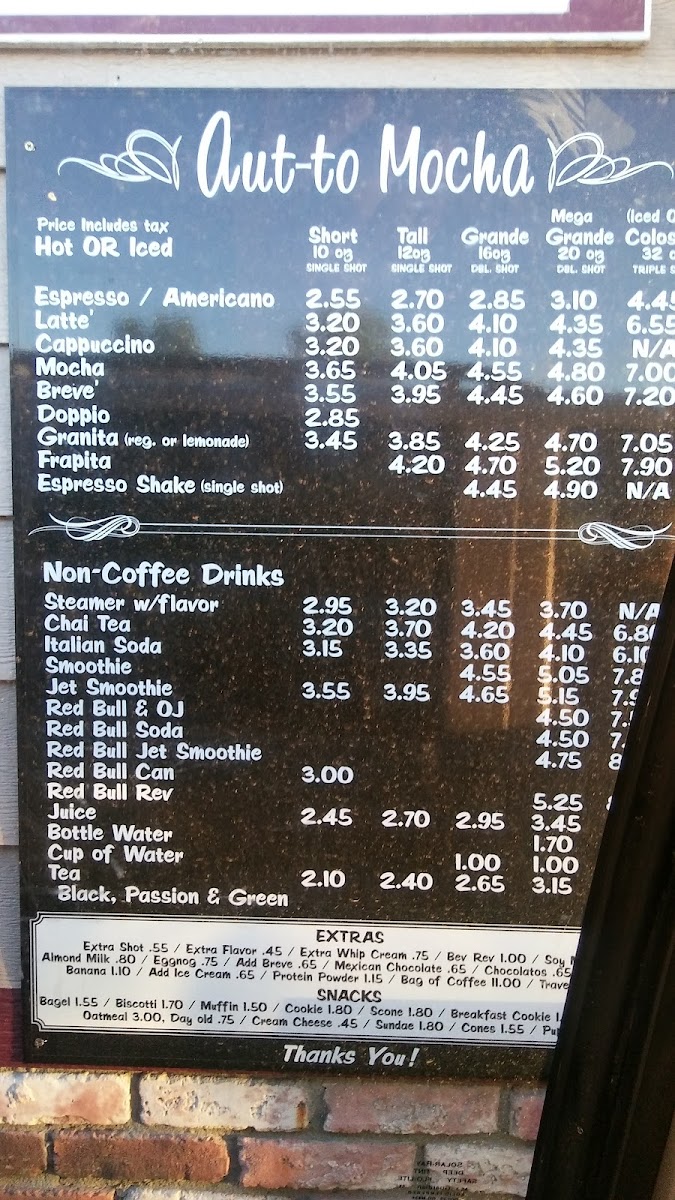 Aut-to Mocha
Price Includes tax
Hot OR Iced
Short 10 oz SINGLE SHOT
Tall 12oz SINGLE SHOT
Grande 16oz DBL. SHOT
Mega Grande 20 oz DBL. SHOT
(Iced 32
Espresso / Americano 2.55 2.70 2.85 3.10
Latte' 3.20 3.60 4.10 4.35 6.55
Cappuccino 3.20 3.60 4.10 4.35 N/A
Mocha 3.65 4.05 4.55 4.80 7.00
Breve' 3.55 3.95 4.45 4.60 7.20
Doppio 2.85
Granita (reg. or lemonade) 3.45 3.85 4.25 4.70 7.05
Frapita 4.20 4.70 5.20 7.90
Espresso Shake (single shot) 4.45 4.90 N/A
Non-Coffee Drinks
Steamer w/flavor 2.95 3.20 3.45 3.70 N/A
Chai Tea 3.20 3.70 4.20 4.45
Italian Soda 3.15 3.35 3.60 4.10
Smoothie 4.55 5.05
Jet Smoothie 3.55 3.95 4.65 5.15
Red Bull & OJ 4.50
Red Bull Soda 4.50
Red Bull Jet Smoothie 4.75
Red Bull Can 3.00
Red Bull Rev 5.25
Juice 2.45 2.70 2.95 3.45
Bottle Water 1.70
Cup of Water 1.00 1.00
Tea 2.10 2.40 2.65 3.15
Black, Passion & Green
EXTRAS
Extra Shot .55 / Extra Flavor .45 / Extra Whip Cream .75 / Bev Rev 1.00 / Soy
Almond Milk .80 / Eggnog .75 / Add Breve .65 / Mexican Chocolate .65 / Chocolatos .65
Banana 1.10 / Add Ice Cream .65 / Protein Powder 1.15 / Bag of Coffee 11.00 /
SNACKS
Bagel 1.55 / Biscotti 1.70 / Muffin 1.50 / Cookie 1.80 / Scone 1.80 / Breakfast Cookie
Oatmeal 3.00, Day old .75 / Cream Cheese .45 / Sundae 1.80 / Cones 1.55 /
Thanks You!